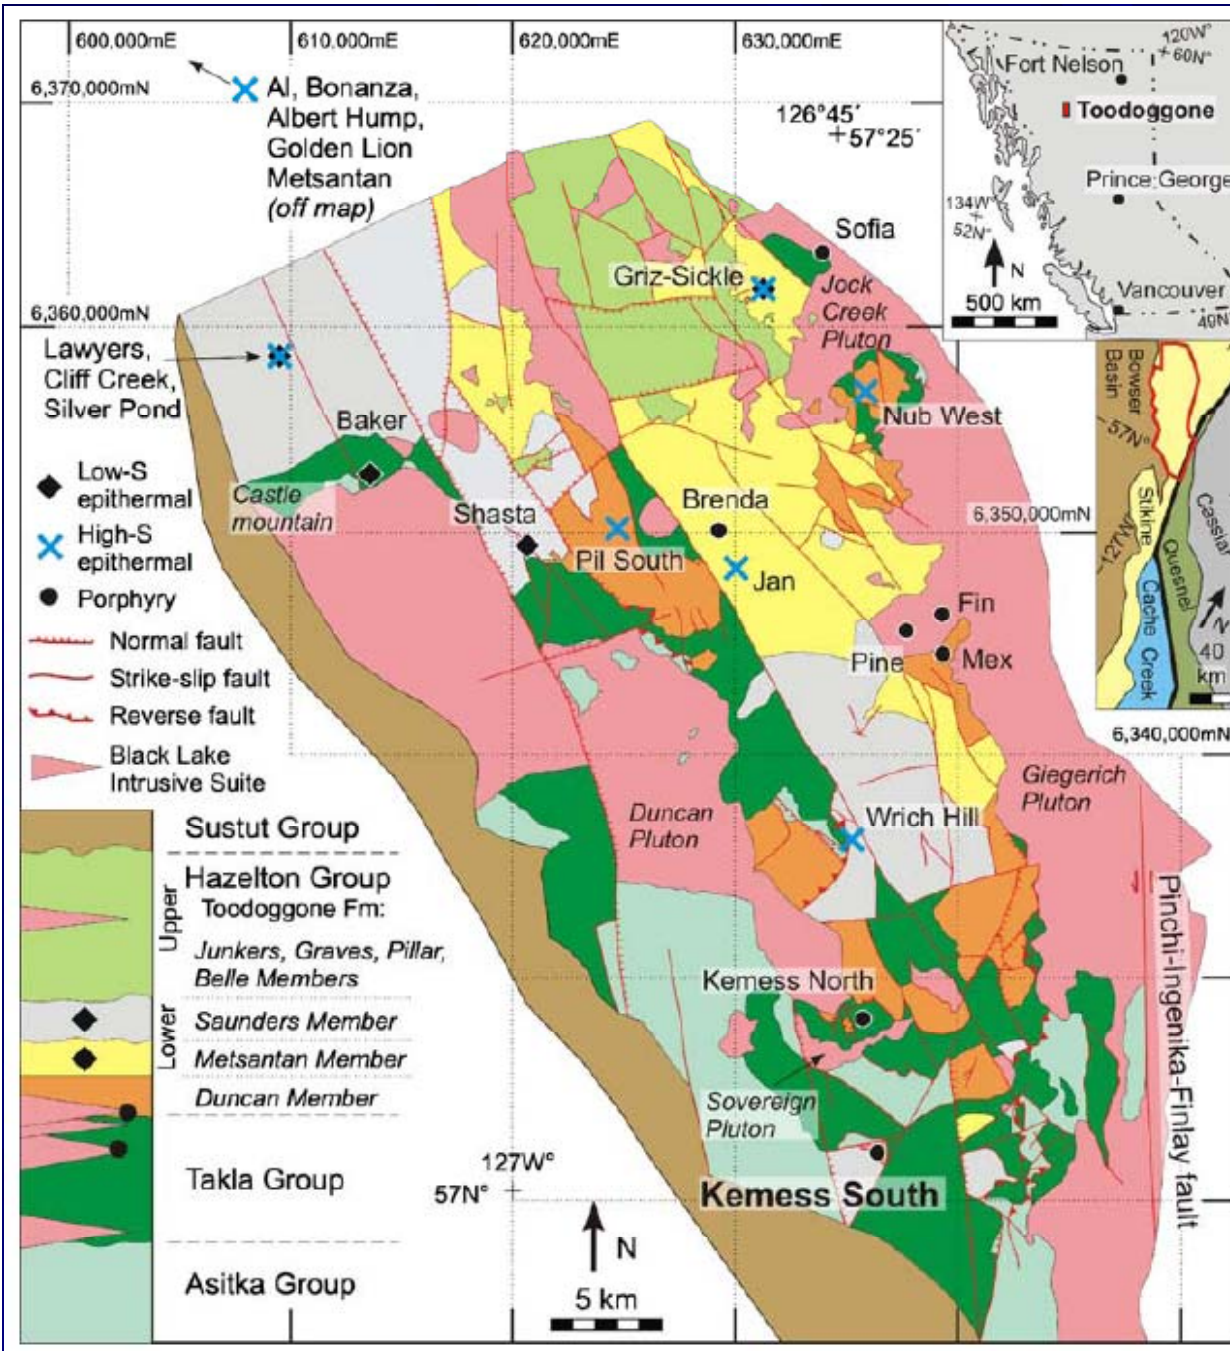 600,000mE
610,000mE
620,000mE
630,000mE
6,370,000mN
Al, Bonanza,
Albert Hump,
Golden Lion
Metsantan
(off map)
126°45´
57°25´
120W°
60N°
Fort Nelson
Toodoggone
Prince George
134W°
52N°
N
500 km
Vancouver
49N°
Sofia
Griz-Sickle
Jock
Creek
Pluton
6,360,000mN
Lawyers,
Cliff Creek,
Silver Pond
Baker
Nub West
Bowser
Basin
57N°
Stikine
127W°
Cache Creek
Quesnel
N
40
km
Low-S
epithermal
High-S
epithermal
Porphyry
Normal fault
Strike-slip fault
Reverse fault
Black Lake
Intrusive Suite
Castle
mountain
Shasta
Brenda
6,350,000mN
Pil South
Jan
Fin
Pine
Mex
6,340,000mN
Duncan
Pluton
Giegerich
Pluton
Wrich Hill
Pinchi-Ingenika-Finlay fault
Kemess North
Sovereign
Pluton
Kemess South
127W°
57N°
N
5 km
Sustut Group
Hazelton Group
Toodoggone Fm:
Upper
Junkers, Graves, Pillar,
Belle Members
Lower
Saunders Member
Metsantan Member
Duncan Member
Takla Group
Asitka Group